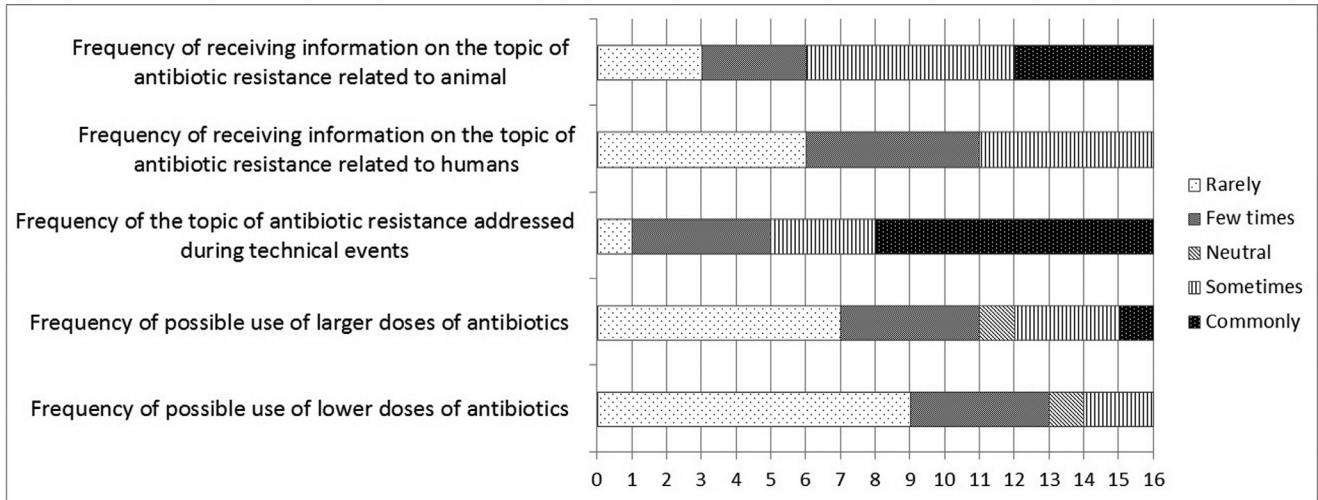 Frequency of receiving information on the topic of
antibiotic resistance related to animal
Frequency of receiving information on the topic of
antibiotic resistance related to humans
Frequency of the topic of antibiotic resistance addressed
during technical events
Frequency of possible use of larger doses of antibiotics
Frequency of possible use of lower doses of antibiotics
0 1 2 3 4 5 6 7 8 9 10 11 12 13 14 15 16
Rarely
Few times
Neutral
Sometimes
Commonly